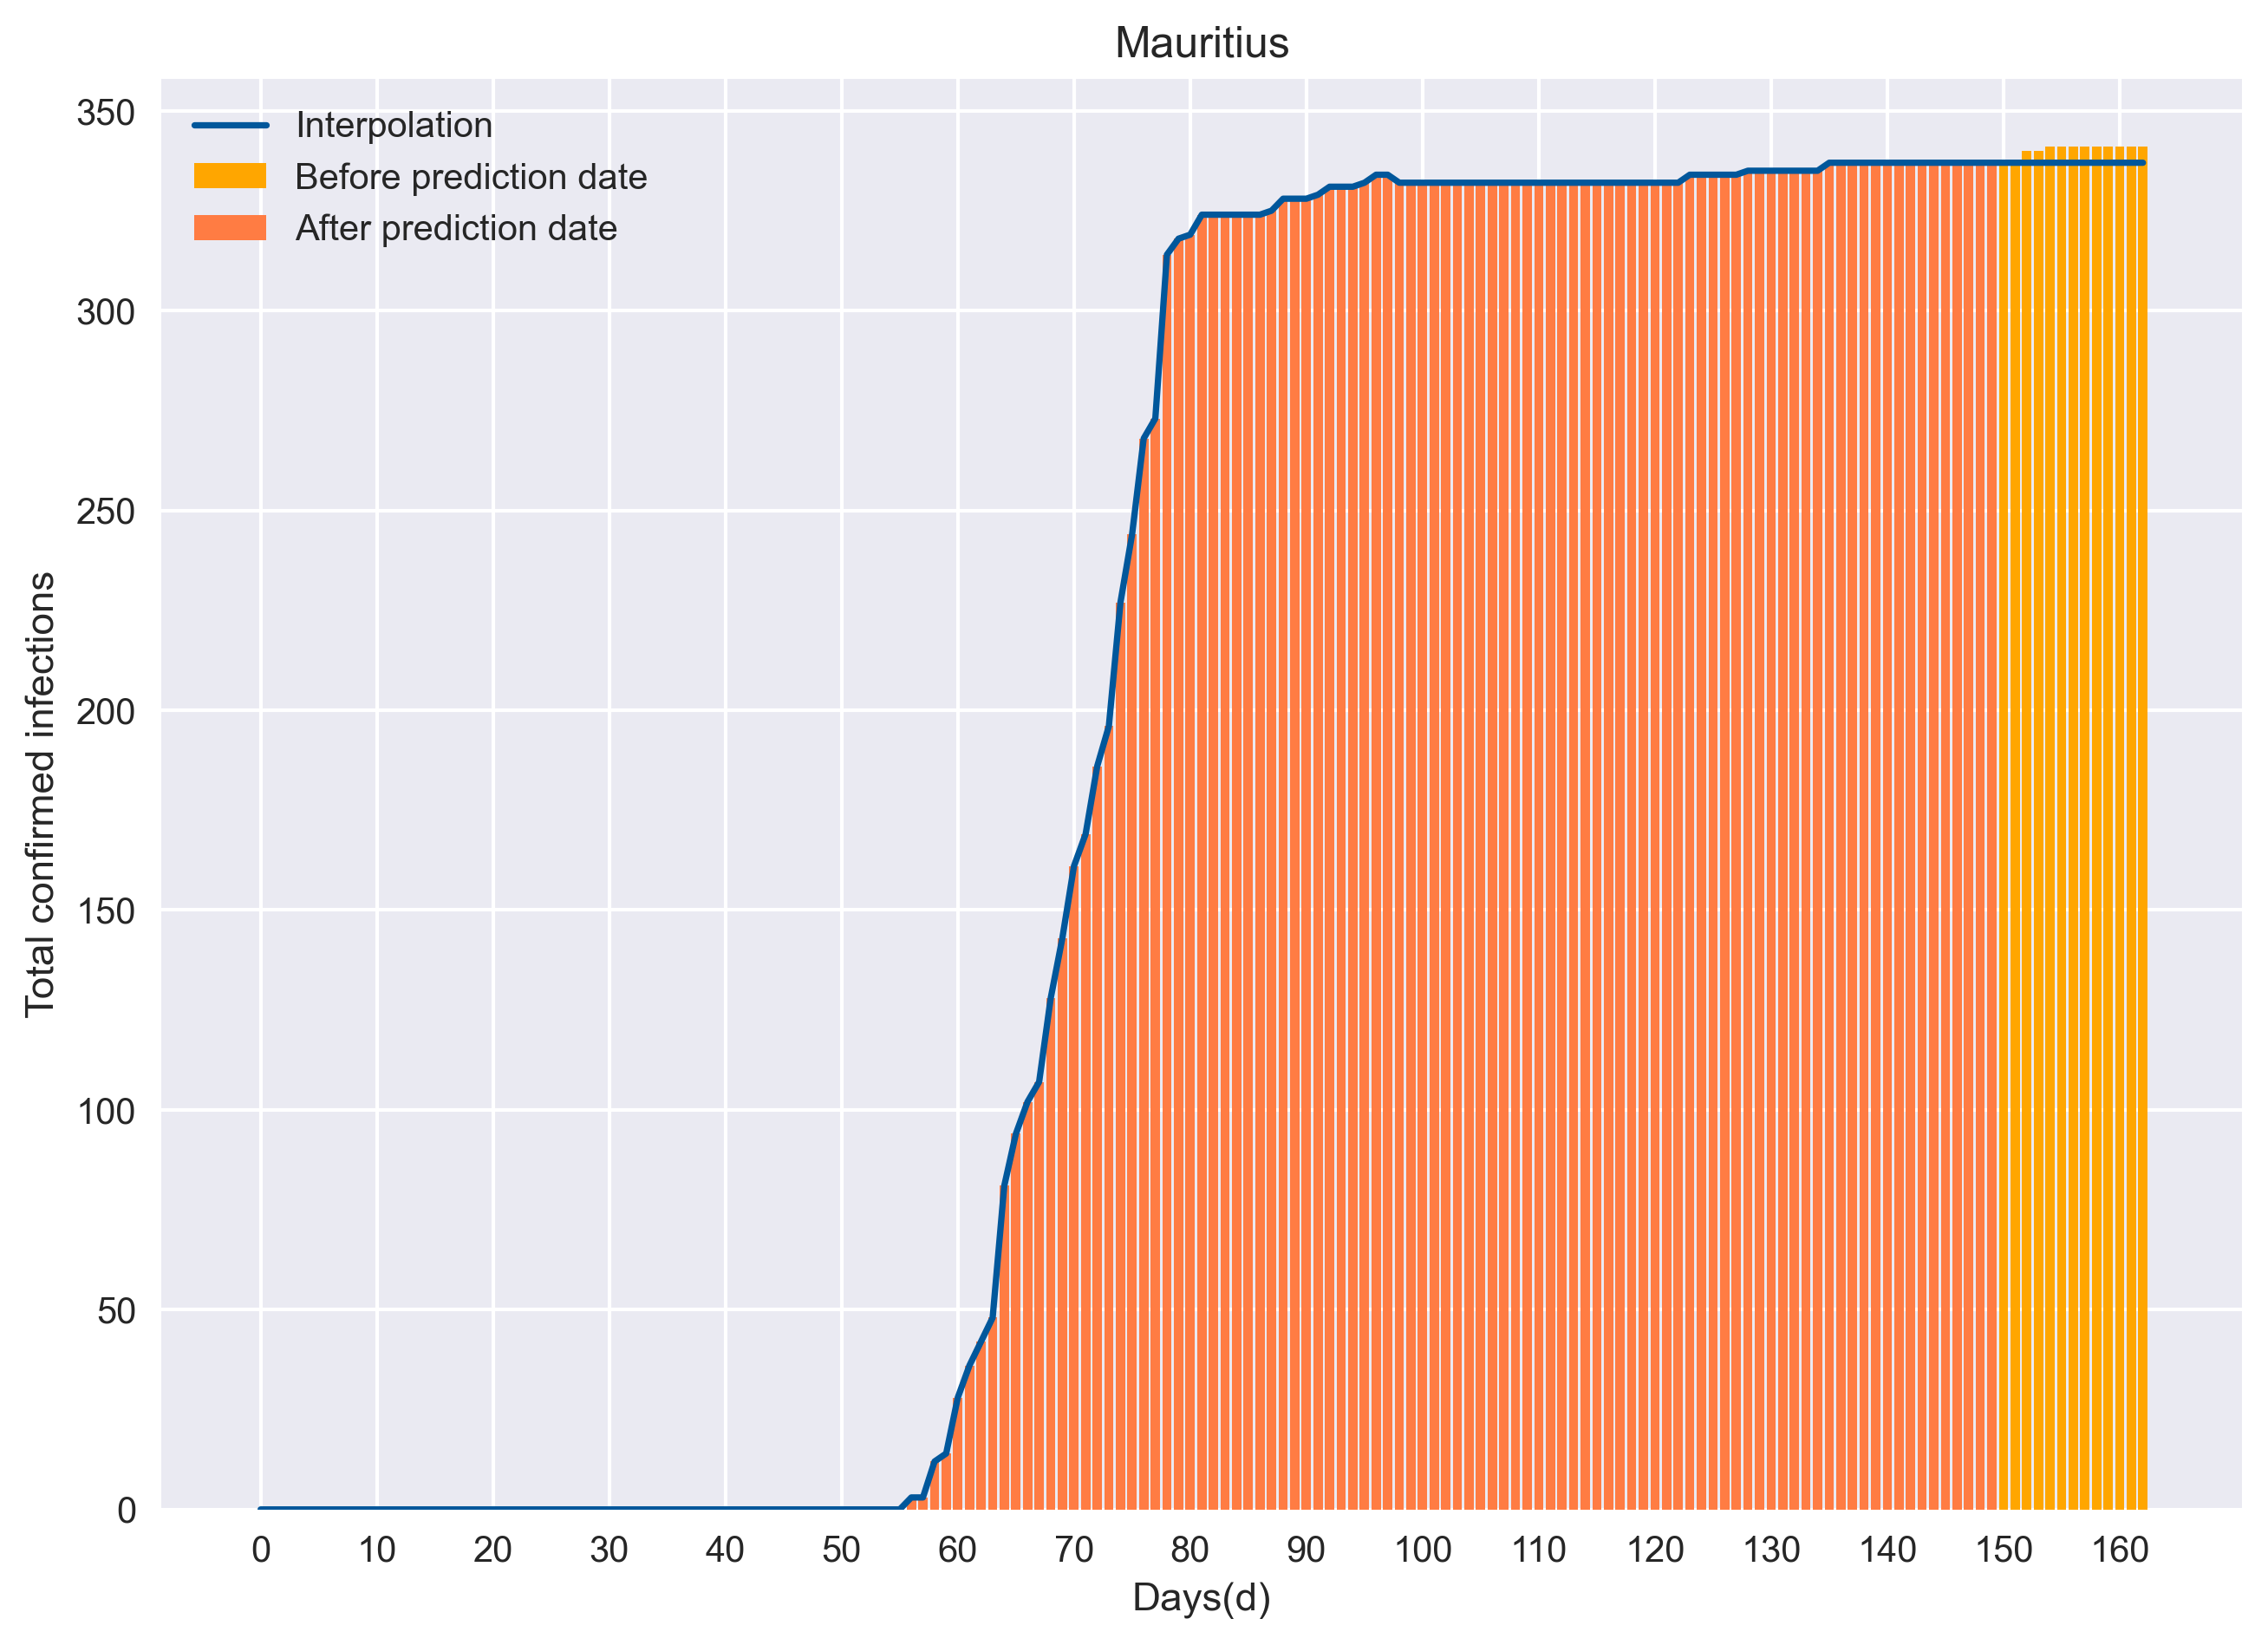 Mauritius
Interpolation
Before prediction date
After prediction date
350
300
250
200
150
100
50
0
Total confirmed infections
0 10 20 30 40 50 60 70 80 90 100 110 120 130 140 150 160
Days(d)